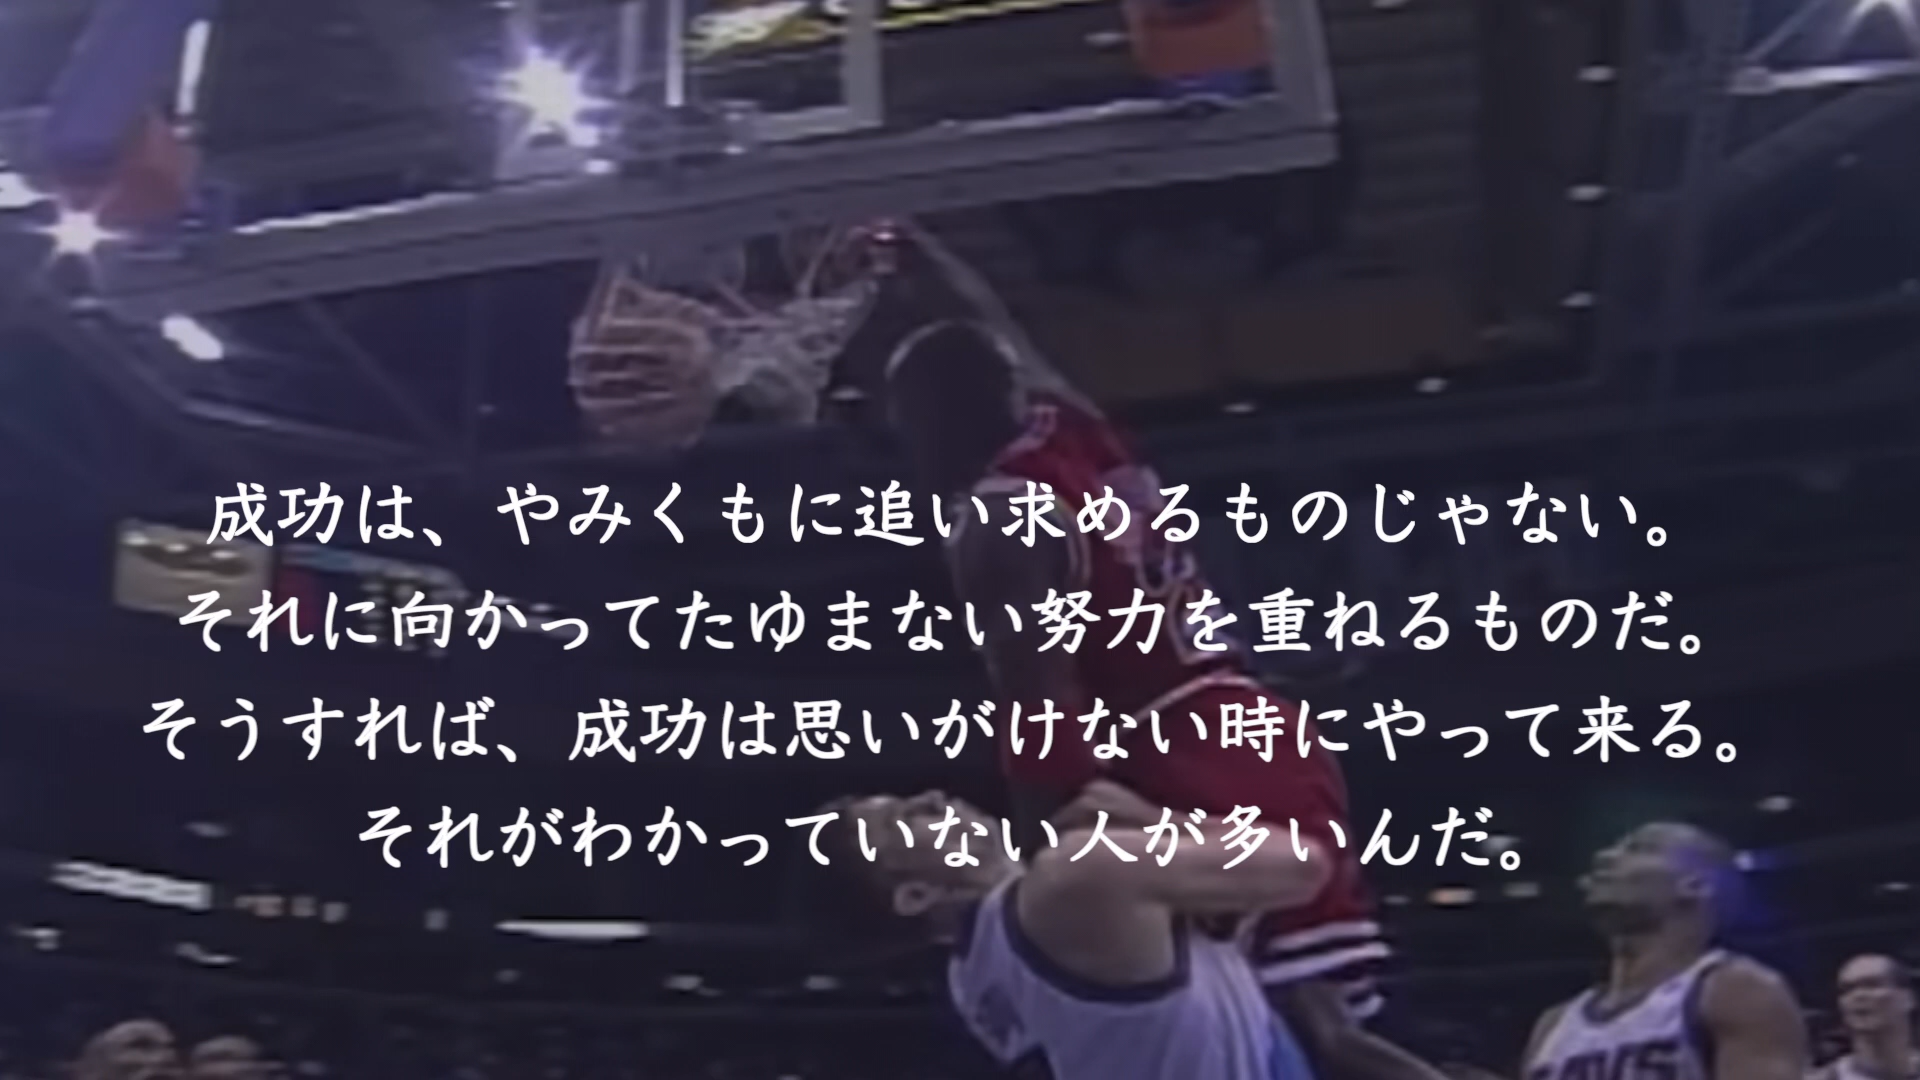 成功は、やみくもに追い求めるものじゃない。
それに向かってたゆまない努力を重ねるものだ。
そうすれば、成功は思いがけない時にやって来る。
それがわかっていない人が多いんだ。